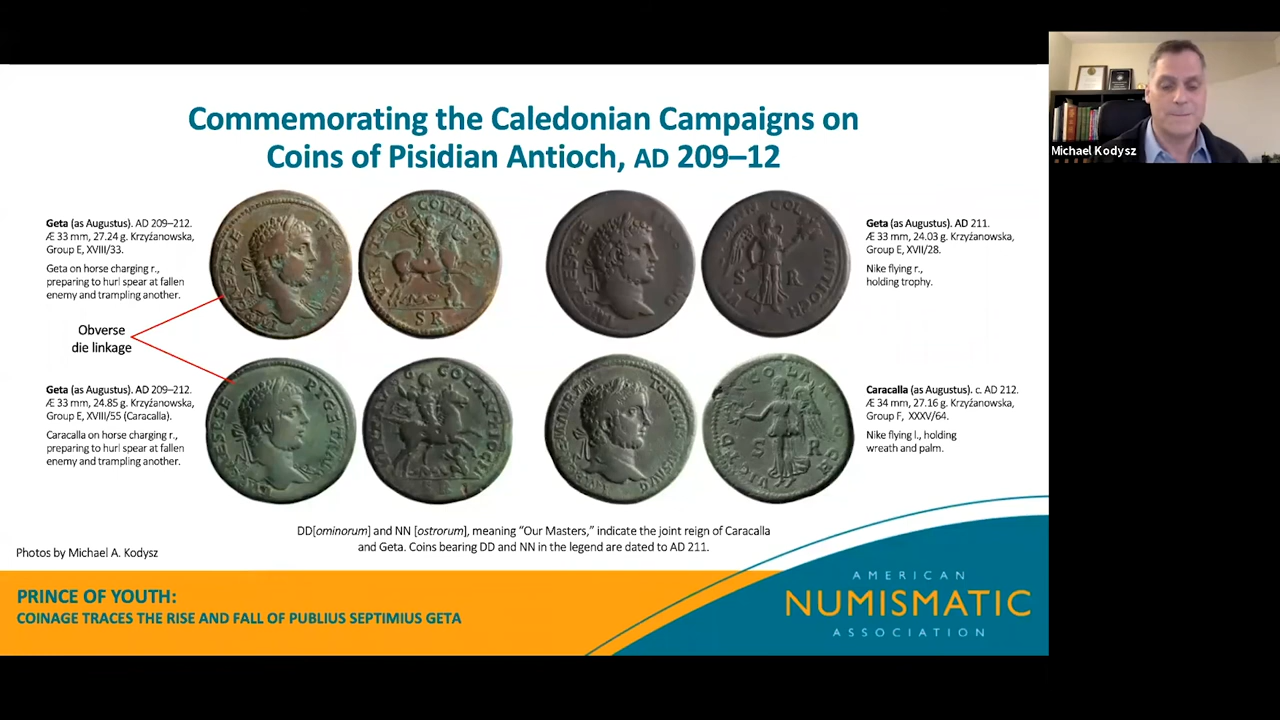 Commemorating the Caledonian Campaigns on
Coins of Pisidian Antioch, AD 209–12
Geta (as Augustus). AD 209–212.
Æ 33 mm, 27.24 g. Krzyźanowska,
Group E, XVIII/33.
Geta on horse charging r.,
preparing to hurl spear at fallen
enemy and trampling another.
Obverse
die linkage
Geta (as Augustus). AD 209–212.
Æ 33 mm, 24.85 g. Krzyźanowska,
Group E, XVIII/55 (Caracalla).
Caracalla on horse charging r.,
preparing to hurl spear at fallen
enemy and trampling another.
S R
S R
S R
Geta (as Augustus). AD 211.
Æ 33 mm, 24.03 g. Krzyźanowska,
Group E, XVII/28.
Nike flying r.,
holding trophy.
Caracalla (as Augustus). c. AD 212.
Æ 34 mm, 27.16 g. Krzyźanowska,
Group F, XXXV/64.
Nike flying l., holding
wreath and palm.
DD[ominorum] and NN [ostrorum], meaning “Our Masters,” indicate the joint reign of Caracalla
and Geta. Coins bearing DD and NN in the legend are dated to AD 211.
Photos by Michael A. Kodysz
PRINCE OF YOUTH:
COINAGE TRACES THE RISE AND FALL OF PUBLIUS SEPTIMIUS GETA
AMERICAN
NUMISMATIC
ASSOCIATION
Michael Kodysz